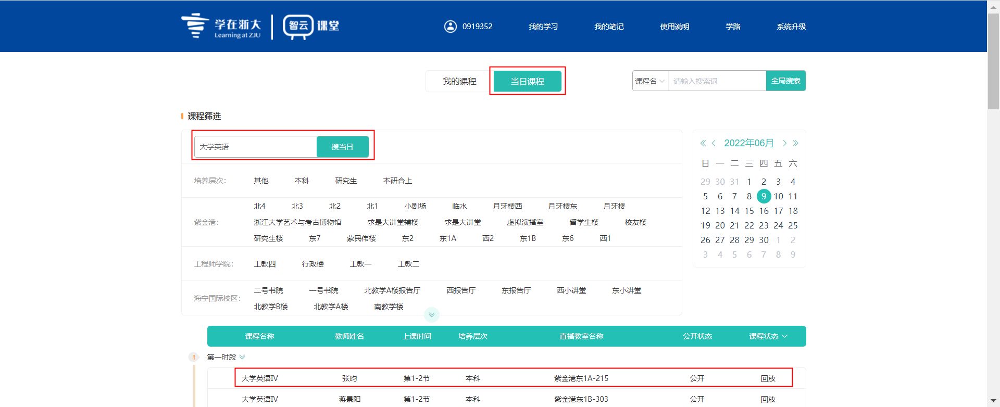 学在浙大
Learning at ZJU
智云课堂
0919352 我的学习 我的笔记 使用说明 学路 系统升级
我的课程 当日课程 课程名 请输入搜索词 全局搜索
课程筛选
大学英语 搜当日
培养层次： 其他 本科 研究生 本研合上
紫金港： 北4 北3 北2 北1 小剧场 临水 月牙楼西 月牙楼东 月牙楼
浙江大学艺术与考古博物馆 求是大讲堂辅楼 求是大讲堂 虚拟演播室 留学生楼 校友楼
研究生楼 东7 蒙民伟楼 东2 东1A 西2 东1B 东6 西1
工程师学院： 工教四 行政楼 工教一 工教二
海宁国际校区： 二号书院 一号书院 北教学A楼报告厅 西报告厅 东报告厅 西小讲堂 东小讲堂
北教学B楼 北教学A楼 南教学楼
2022年06月
日 一 二 三 四 五 六
29 30 31 1 2 3 4
5 6 7 8 9 10 11
12 13 14 15 16 17 18
19 20 21 22 23 24 25
26 27 28 29 30 1 2
3 4 5 6 7 8 9
课程名称 教师姓名 上课时间 培养层次 直播教室名称 公开状态 课程状态
1 第一时段
大学英语IV 张昀 第1-2节 本科 紫金港东1A-215 公开 回放
大学英语IV 蒋景阳 第1-2节 本科 紫金港东1B-303 公开 回放